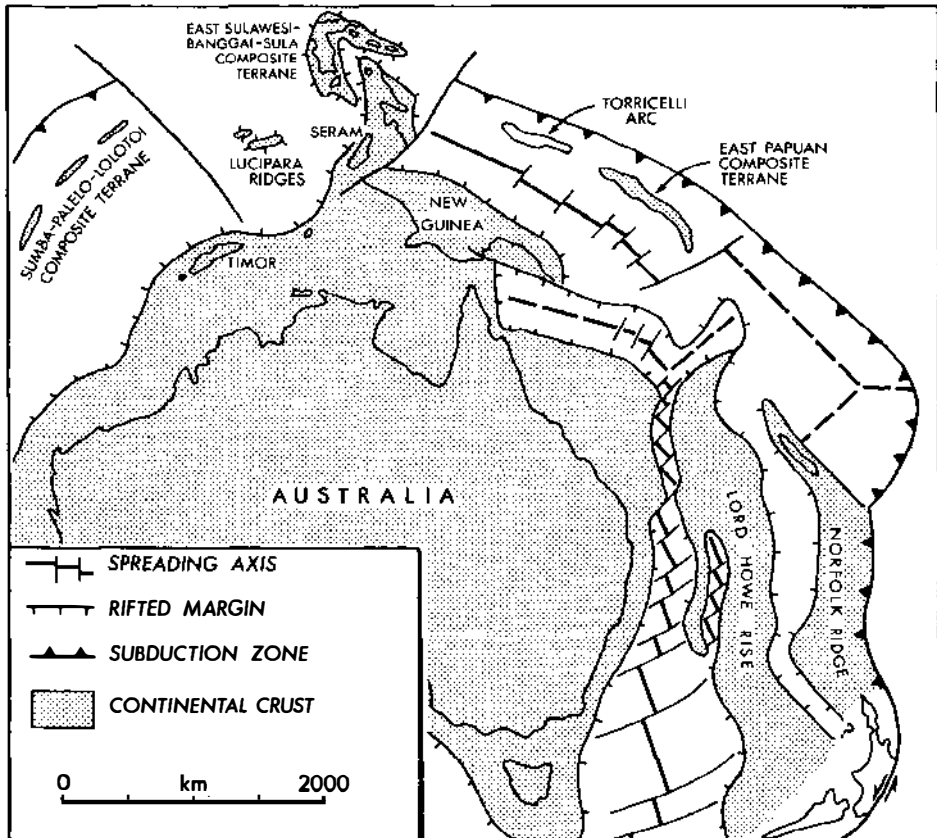 EAST SULAWESI-
BANGGAI-SULA
COMPOSITE
TERRANE
TORRICELLI
ARC
SERAM
EAST PAPUAN
COMPOSITE
TERRANE
LUCIPARA
RIDGES
SUMBA-PALELO-LOLOTOI
COMPOSITE TERRANE
NEW
GUINEA
TIMOR
AUSTRALIA
LORD HOWE RISE
NORFOLK RIDGE
?
SPREADING AXIS
RIFTED MARGIN
SUBDUCTION ZONE
CONTINENTAL CRUST
0 km 2000